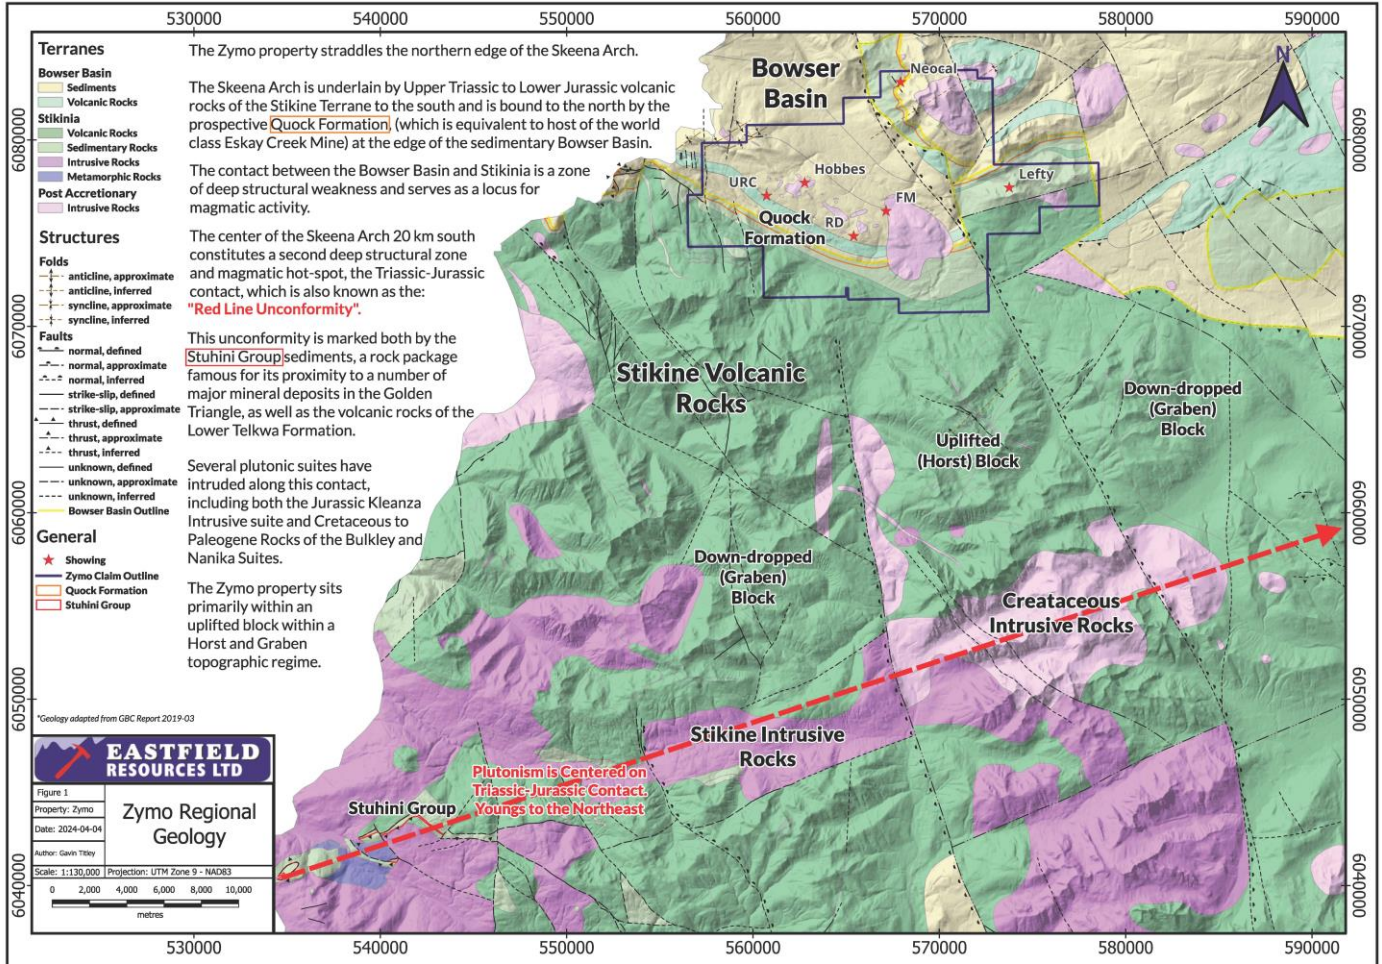 530000 540000 550000 560000 570000 580000 590000
Terranes
Bowser Basin
Sediments
Volcanic Rocks
Stikinia
Volcanic Rocks
Sedimentary Rocks
Intrusive Rocks
Metamorphic Rocks
Post Accretionary
Intrusive Rocks
Structures
Folds
anticline, approximate
anticline, inferred
syncline, approximate
syncline, inferred
Faults
normal, defined
normal, approximate
normal, inferred
strike-slip, defined
strike-slip, approximate
thrust, defined
thrust, approximate
thrust, inferred
unknown, defined
unknown, approximate
unknown, inferred
Bowser Basin Outline
General
Showing
Zymo Claim Outline
Quock Formation
Stuhini Group
The Zymo property straddles the northern edge of the Skeena Arch.
The Skeena Arch is underlain by Upper Triassic to Lower Jurassic volcanic
rocks of the Stikine Terrane to the south and is bound to the north by the
prospective Quock Formation, (which is equivalent to host of the world
class Eskay Creek Mine) at the edge of the sedimentary Bowser Basin.
The contact between the Bowser Basin and Stikinia is a zone
of deep structural weakness and serves as a locus for
magmatic activity.
The center of the Skeena Arch 20 km south
constitutes a second deep structural zone
and magmatic hot-spot, the Triassic-Jurassic
contact, which is also known as the:
"Red Line Unconformity".
This unconformity is marked both by the
Stuhini Group sediments, a rock package
famous for its proximity to a number of
major mineral deposits in the Golden
Triangle, as well as the volcanic rocks of the
Lower Telkwa Formation.
Several plutonic suites have
intruded along this contact,
including both the Jurassic Kleanza
Intrusive suite and Cretaceous to
Paleogene Rocks of the Bulkley and
Nanika Suites.
The Zymo property sits
primarily within an
uplifted block within a
Horst and Graben
topographic regime.
Bowser
Basin
Neocal
N
URC
Hobbes
FM
RD
Lefty
Quock
Formation
Stikine Volcanic
Rocks
Down-dropped
(Graben)
Block
Uplifted
(Horst) Block
Down-dropped
(Graben)
Block
Creataceous
Intrusive Rocks
Stikine Intrusive
Rocks
Plutonism is Centered on
Triassic-Jurassic Contact.
Youngs to the Northeast
Stuhini Group
6080000
6070000
6060000
6050000
6040000
6080000
6070000
6060000
6050000
6040000
*Geology adapted from GBC Report 2019-03
EASTFIELD
RESOURCES LTD
Figure 1
Property: Zymo
Date: 2024-04-04
Author: Gavin Titley
Zymo Regional
Geology
Scale: 1:130,000 Projection: UTM Zone 9 - NAD83
0 2,000 4,000 6,000 8,000 10,000
metres
530000 540000 550000 560000 570000 580000 590000